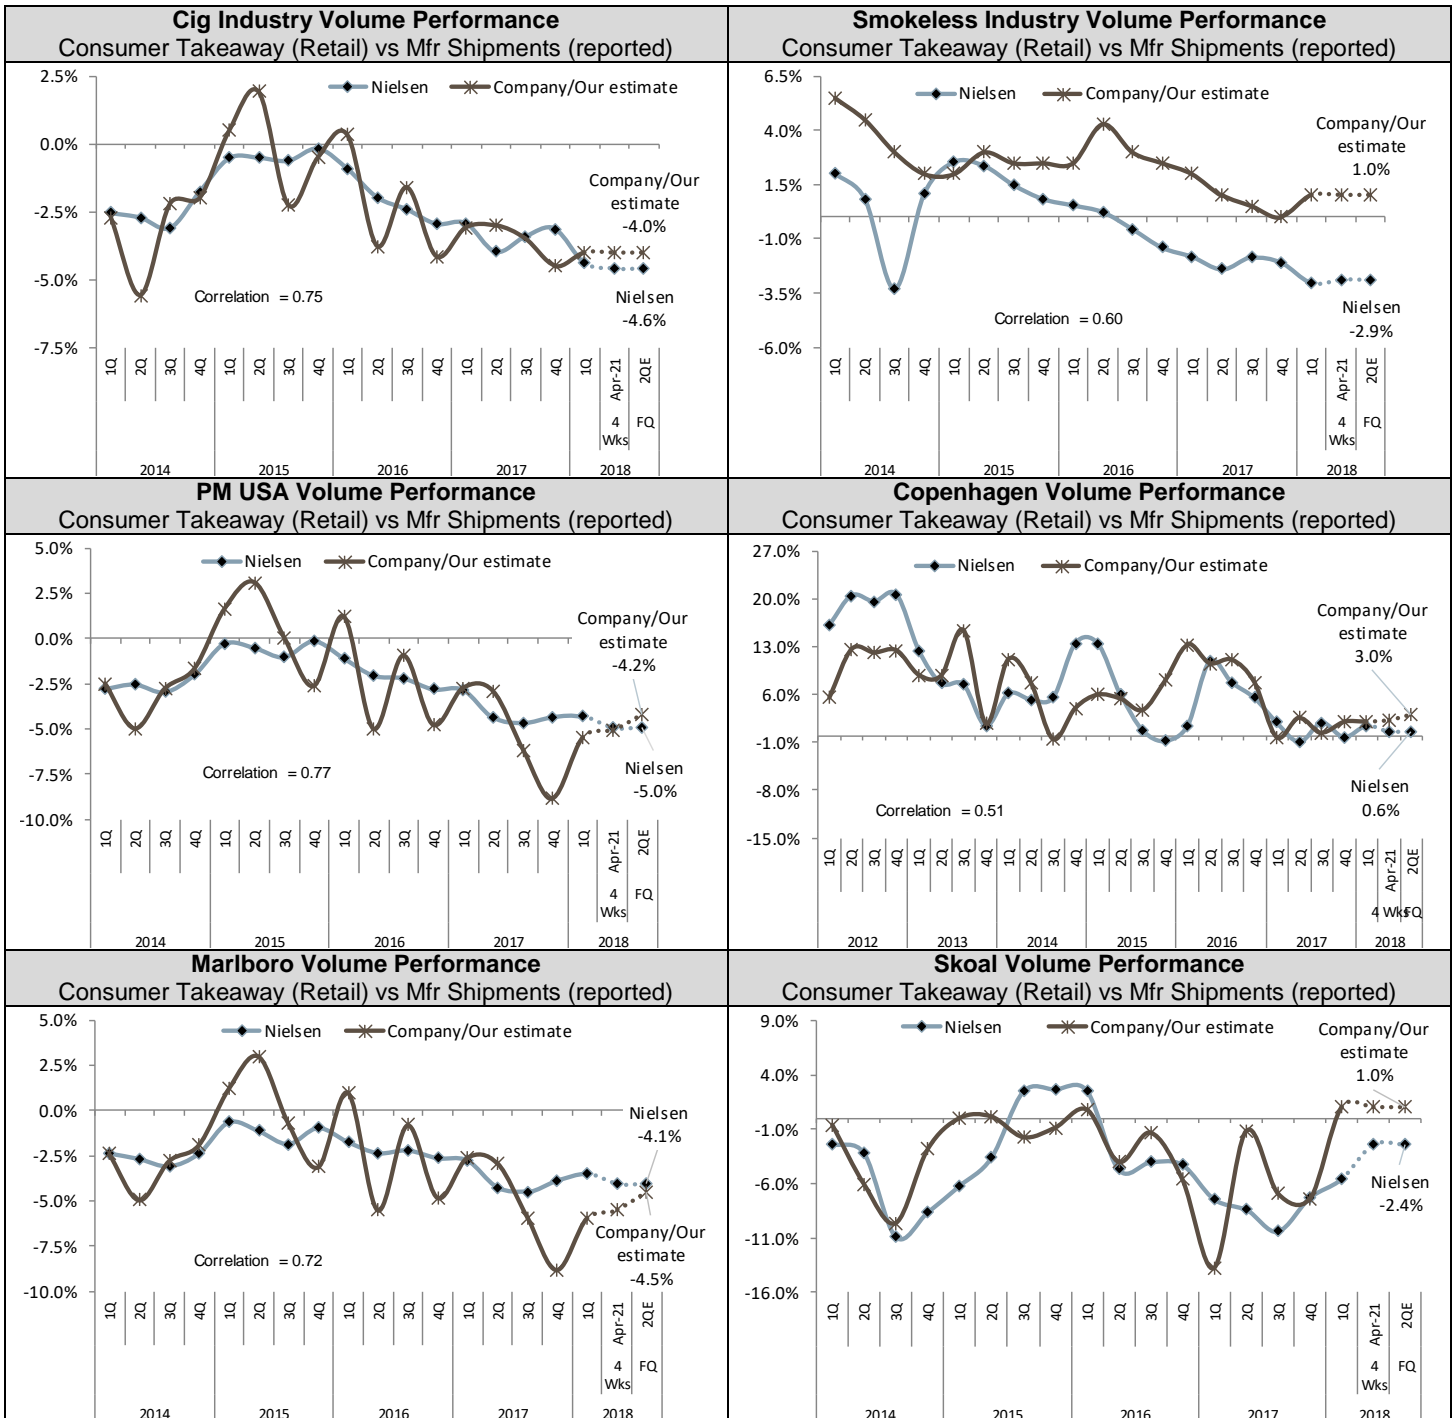 Cig Industry Volume Performance
Consumer Takeaway (Retail) vs Mfr Shipments (reported)
Nielsen
Company/Our estimate
2.5%
0.0%
-2.5%
-5.0%
-7.5%
Company/Our
estimate
-4.0%
Nielsen
-4.6%
Correlation = 0.75
1Q 2Q 3Q 4Q 1Q 2Q 3Q 4Q 1Q 2Q 3Q 4Q 1Q 2Q 3Q 4Q 1Q Apr-21 2QE
4 FQ
Wks
2014 2015 2016 2017 2018
Smokeless Industry Volume Performance
Consumer Takeaway (Retail) vs Mfr Shipments (reported)
Nielsen
Company/Our estimate
6.5%
4.0%
1.5%
-1.0%
-3.5%
-6.0%
Company/Our
estimate
1.0%
Nielsen
-2.9%
Correlation = 0.60
1Q 2Q 3Q 4Q 1Q 2Q 3Q 4Q 1Q 2Q 3Q 4Q 1Q 2Q 3Q 4Q 1Q Apr-21 2QE
4 FQ
Wks
2014 2015 2016 2017 2018
PM USA Volume Performance
Consumer Takeaway (Retail) vs Mfr Shipments (reported)
Nielsen
Company/Our estimate
5.0%
2.5%
0.0%
-2.5%
-5.0%
-7.5%
-10.0%
Company/Our
estimate
-4.2%
Nielsen
-5.0%
Correlation = 0.77
1Q 2Q 3Q 4Q 1Q 2Q 3Q 4Q 1Q 2Q 3Q 4Q 1Q 2Q 3Q 4Q 1Q Apr-21 2QE
4 FQ
Wks
2014 2015 2016 2017 2018
Copenhagen Volume Performance
Consumer Takeaway (Retail) vs Mfr Shipments (reported)
Nielsen
Company/Our estimate
27.0%
20.0%
13.0%
6.0%
-1.0%
-8.0%
-15.0%
Company/Our
estimate
3.0%
Nielsen
0.6%
Correlation = 0.51
1Q 2Q 3Q 4Q 1Q 2Q 3Q 4Q 1Q 2Q 3Q 4Q 1Q 2Q 3Q 4Q 1Q 2Q 3Q 4Q 1Q 2Q 3Q 4Q 1Q Apr-21 2QE
4 Wks FQ
2012 2013 2014 2015 2016 2017 2018
Marlboro Volume Performance
Consumer Takeaway (Retail) vs Mfr Shipments (reported)
Nielsen
Company/Our estimate
5.0%
2.5%
0.0%
-2.5%
-5.0%
-7.5%
-10.0%
Nielsen
-4.1%
Company/Our
estimate
-4.5%
Correlation = 0.72
1Q 2Q 3Q 4Q 1Q 2Q 3Q 4Q 1Q 2Q 3Q 4Q 1Q 2Q 3Q 4Q 1Q Apr-21 2QE
4 FQ
Wks
2014 2015 2016 2017 2018
Skoal Volume Performance
Consumer Takeaway (Retail) vs Mfr Shipments (reported)
Nielsen
Company/Our estimate
9.0%
4.0%
-1.0%
-6.0%
-11.0%
-16.0%
Company/Our
estimate
1.0%
Nielsen
-2.4%
1Q 2Q 3Q 4Q 1Q 2Q 3Q 4Q 1Q 2Q 3Q 4Q 1Q 2Q 3Q 4Q 1Q Apr-21 2QE
4 FQ
Wks
2014 2015 2016 2017 2018